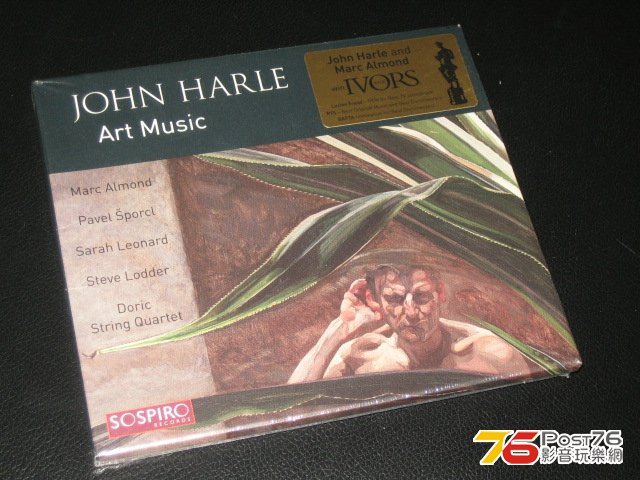 JOHN HARLE
Art Music
John Harle and
Marc Almond
win IVORS
Marc Almond
Pavel Šporcl
Sarah Leonard
Steve Lodder
Doric
String Quartet
SOSPIRO
RECORDS
76 Post76
影音玩樂網